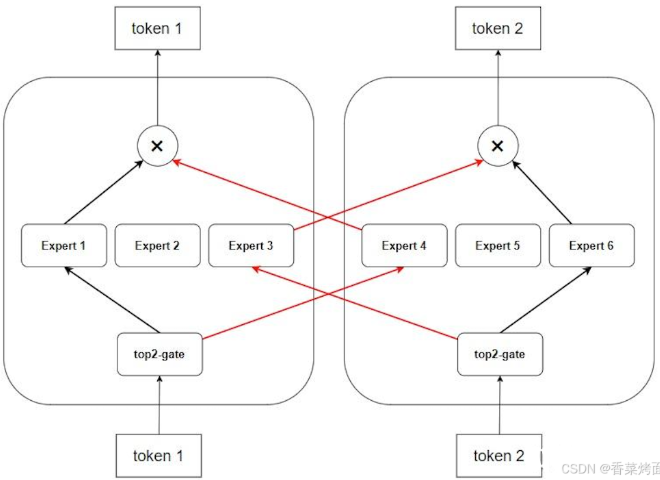 token 1
token 2
×
×
Expert 1
Expert 2
Expert 3
Expert 4
Expert 5
Expert 6
top2-gate
top2-gate
token 1
token 2
CSDN @香菜烤面